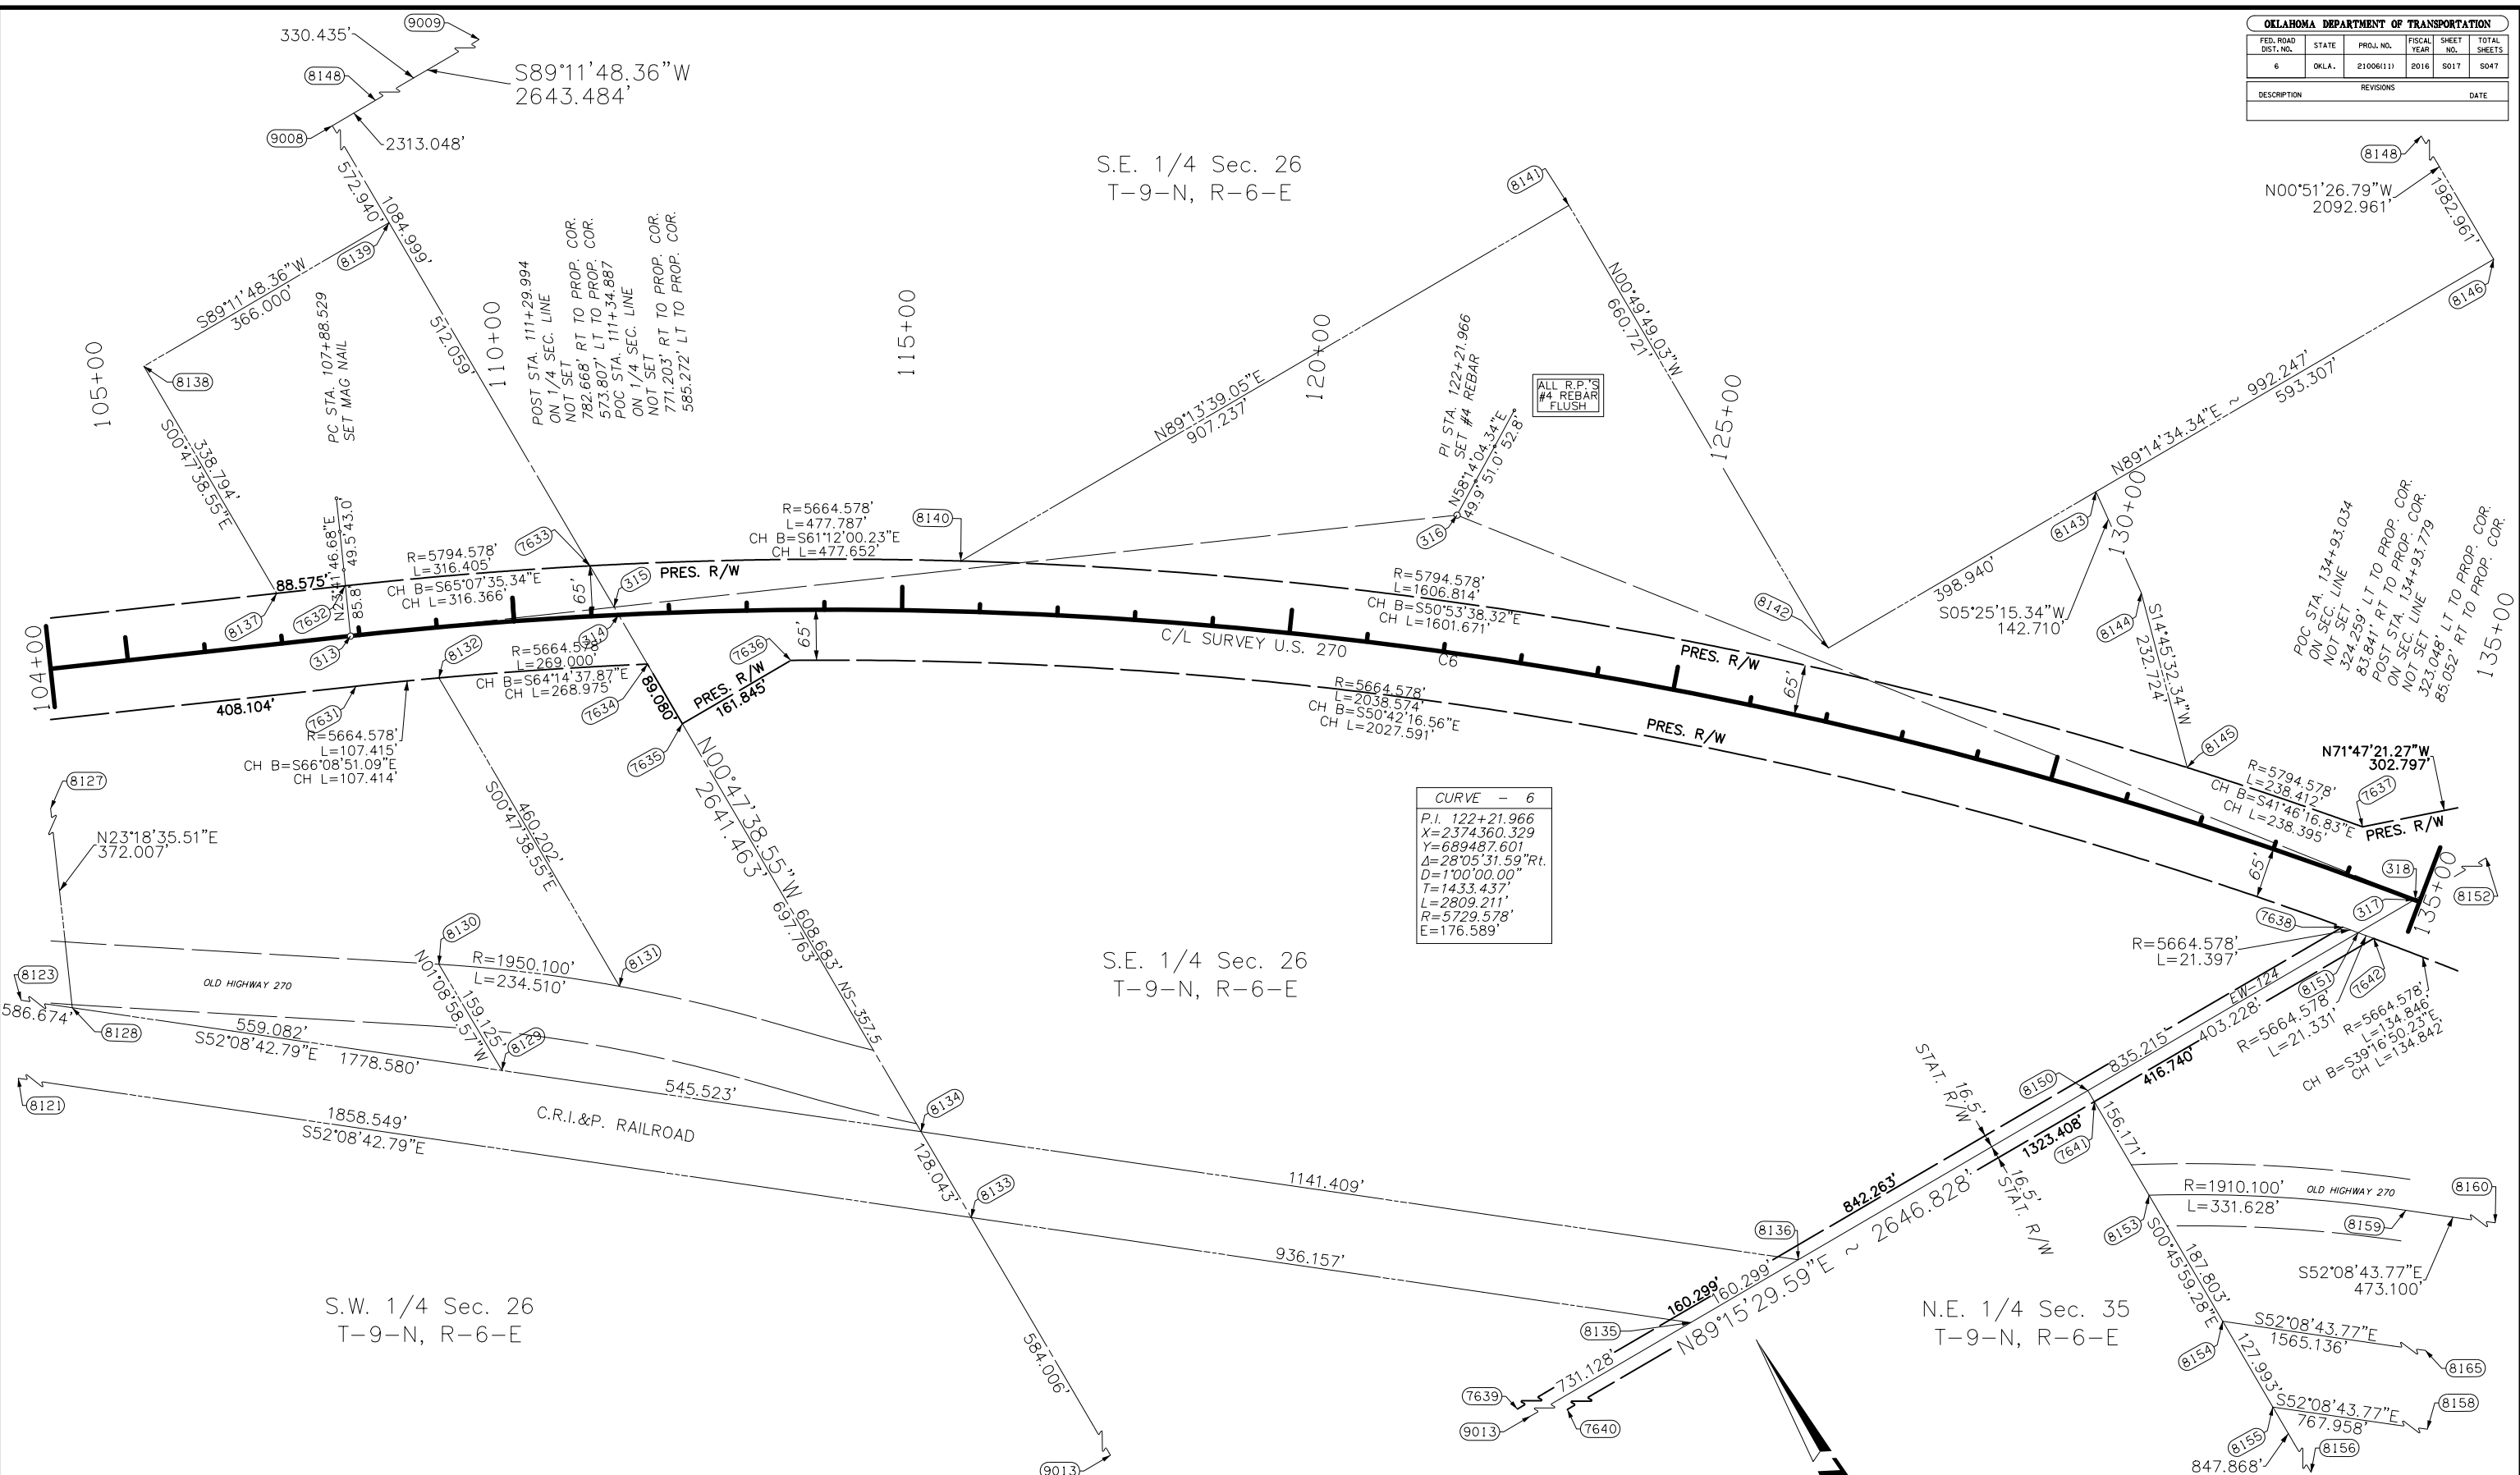 OKLAHOMA DEPARTMENT OF TRANSPORTATION
FED. ROAD DIST. NO. STATE PROJ. NO. FISCAL YEAR SHEET NO. TOTAL SHEETS
6 OKLA. 21006(11) 2016 S017 S047
REVISIONS
DESCRIPTION DATE
9009
330.435'
8148
S89°11'48.36"W
2643.484'
9008
2313.048'
572.940'
1084.999'
8139
S89°11'48.36"W
366.000'
8138
512.059'
338.794'
S00°47'38.55"E
105+00
PC STA. 107+88.529
SET MAG NAIL
110+00
POST STA. 111+29.994
ON 1/4 SEC. LINE
NOT SET
782.668' RT TO PROP. COR.
573.807' LT TO PROP. COR.
POC STA. 111+34.887
ON 1/4 SEC. LINE
NOT SET
771.203' RT TO PROP. COR.
585.272' LT TO PROP. COR.
115+00
S.E. 1/4 Sec. 26
T-9-N, R-6-E
8141
N89°13'39.05"E
907.237'
120+00
PI STA. 122+21.966
SET #4 REBAR
N58°14'04.34"E
49.9' 51.0' 52.8'
316
ALL R.P.'S
#4 REBAR
FLUSH
N00°49'49.03"W
660.721'
125+00
8148
N00°51'26.79"W
2092.961'
1982.961'
8146
N89°14'34.34"E ~ 992.247'
593.307'
8143
130+00
398.940'
S05°25'15.34"W
142.710'
8144
S14°45'32.34"W
232.724'
8145
8142
POC STA. 134+93.034
ON SEC. LINE
NOT SET
324.259' LT TO PROP. COR.
83.841' RT TO PROP. COR.
POST STA. 134+93.779
ON SEC. LINE
NOT SET
323.048' LT TO PROP. COR.
85.052' RT TO PROP. COR.
135+00
N71°47'21.27"W
302.797'
7637
R=5794.578'
L=238.412'
CH B=S41°46'16.83"E
CH L=238.395'
PRES. R/W
88.575'
8137
7632
N23°41'46.68"E
85.8' 49.5' 43.0'
313
R=5794.578'
L=316.405'
CH B=S65°07'35.34"E
CH L=316.366'
7633
65'
315
314
PRES. R/W
R=5664.578'
L=477.787'
CH B=S61°12'00.23"E
CH L=477.652'
8140
R=5794.578'
L=1606.814'
CH B=S50°53'38.32"E
CH L=1601.671'
C/L SURVEY U.S. 270
C6
PRES. R/W
65'
65'
104+00
408.104'
7631
8132
R=5664.578'
L=269.000'
CH B=S64°14'37.87"E
CH L=268.975'
7634
89.080'
7636
PRES. R/W
161.845'
7635
R=5664.578'
L=107.415'
CH B=S66°08'51.09"E
CH L=107.414'
R=5664.578'
L=2038.574'
CH B=S50°42'16.56"E
CH L=2027.591'
PRES. R/W
65'
CURVE - 6
P.I. 122+21.966
X=2374360.329
Y=689487.601
Δ=28°05'31.59"Rt.
D=1°00'00.00"
T=1433.437'
L=2809.211'
R=5729.578'
E=176.589'
318
317
135+00
8152
7638
R=5664.578'
L=21.397'
8151
7642
R=5664.578'
L=21.331'
R=5664.578'
L=134.846'
CH B=S39°16'50.23"E
CH L=134.842'
8127
N23°18'35.51"E
372.007'
460.202'
S00°47'38.55"E
N00°47'38.55"W
2641.463'
608.683'
697.763'
NS-357.5
8130
8131
R=1950.100'
L=234.510'
OLD HIGHWAY 270
8123
586.674'
8128
N01°08'58.57"W
159.125'
8129
559.082'
S52°08'42.79"E
1778.580'
545.523'
8134
8121
1858.549'
S52°08'42.79"E
C.R.I.&P. RAILROAD
128.043'
8133
1141.409'
936.157'
584.006'
9013
S.E. 1/4 Sec. 26
T-9-N, R-6-E
S.W. 1/4 Sec. 26
T-9-N, R-6-E
EW-124
835.215'
403.228'
416.740'
8150
STAT. R/W
16.5'
1323.408'
7641
16.5'
STAT. R/W
842.263'
N89°15'29.59"E ~ 2646.828'
8136
160.299'
160.299'
8135
731.128'
7639
9013
7640
156.171'
R=1910.100'
L=331.628'
OLD HIGHWAY 270
8160
8159
8153
S52°08'43.77"E
473.100'
187.803'
S00°45'59.28"E
N.E. 1/4 Sec. 35
T-9-N, R-6-E
S52°08'43.77"E
1565.136'
8154
8165
127.993'
S52°08'43.77"E
767.958'
8158
8155
8156
847.868'